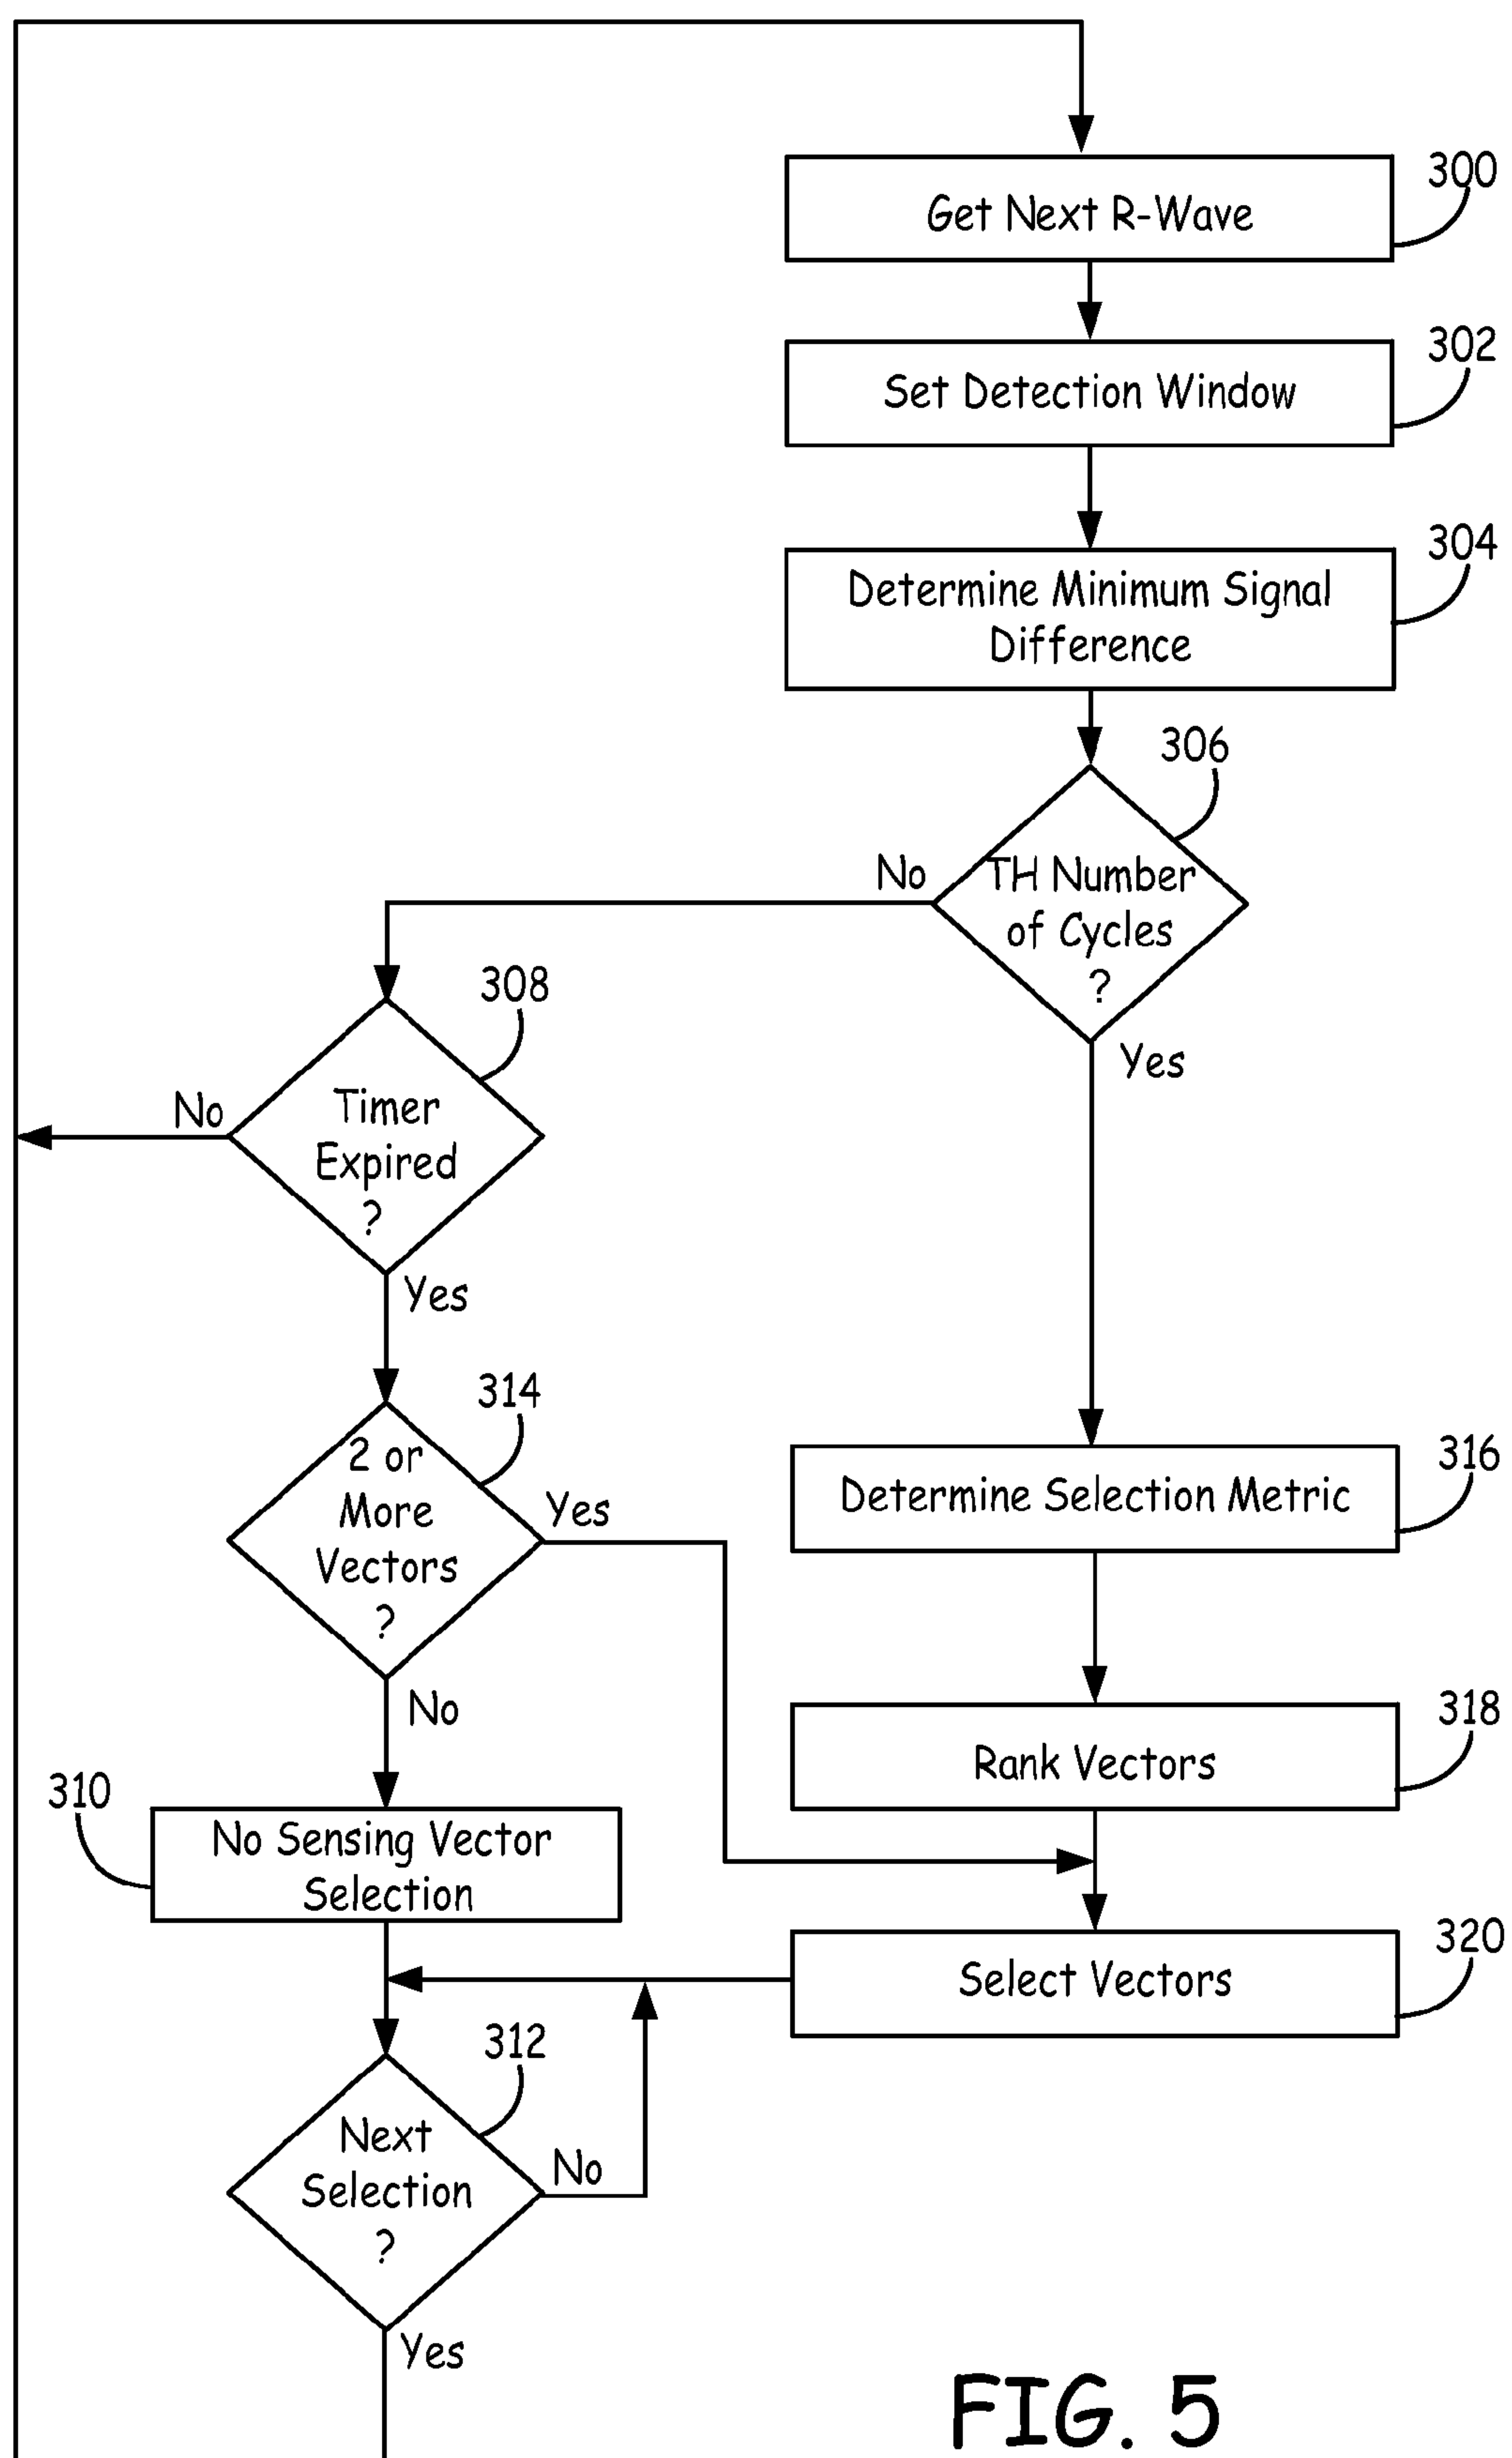 300
Get Next R-Wave
302
Set Detection Window
304
Determine Minimum Signal
Difference
306
No
TH Number
of Cycles
?
Yes
308
No
Timer
Expired
?
Yes
314
2 or
More
Vectors
?
Yes
No
316
Determine Selection Metric
318
Rank Vectors
310
No Sensing Vector
Selection
320
Select Vectors
312
Next
Selection
?
No
Yes
FIG. 5